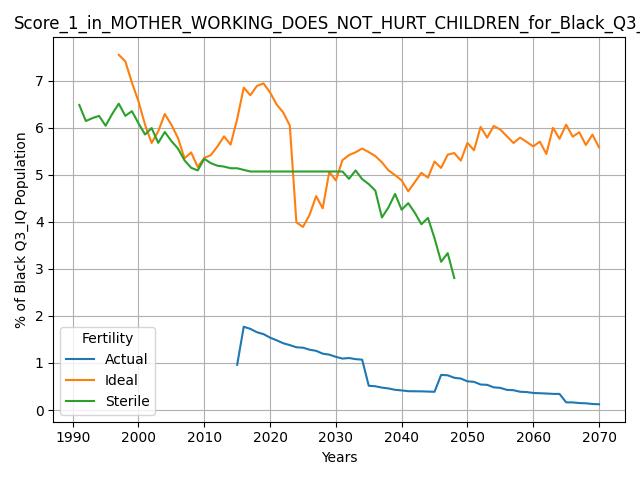 Score_1_in_MOTHER_WORKING_DOES_NOT_HURT_CHILDREN_for_Black_Q3_
% of Black Q3_IQ Population
7
6
5
4
3
2
1
0
Fertility
Actual
Ideal
Sterile
1990 2000 2010 2020 2030 2040 2050 2060 2070
Years